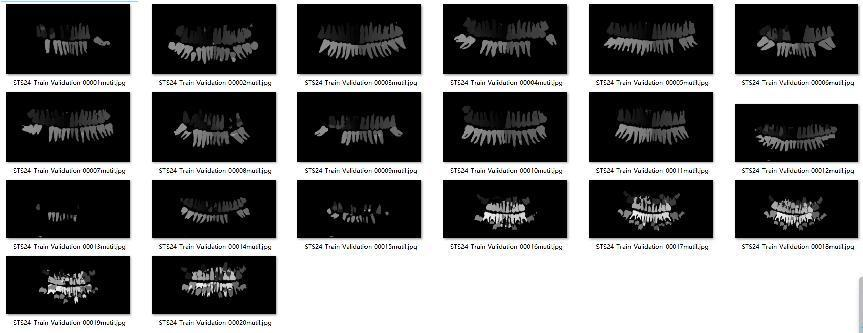 STS24 Train Validation 00001mutil.jpg STS24 Train Validation 00002mutil.jpg STS24 Train Validation 00003mutil.jpg STS24 Train Validation 00004mutil.jpg STS24 Train Validation 00005mutil.jpg STS24 Train Validation 00006mutil.jpg
STS24 Train Validation 00007mutil.jpg STS24 Train Validation 00008mutil.jpg STS24 Train Validation 00009mutil.jpg STS24 Train Validation 00010mutil.jpg STS24 Train Validation 00011mutil.jpg STS24 Train Validation 00012mutil.jpg
STS24 Train Validation 00013mutil.jpg STS24 Train Validation 00014mutil.jpg STS24 Train Validation 00015mutil.jpg STS24 Train Validation 00016mutil.jpg STS24 Train Validation 00017mutil.jpg STS24 Train Validation 00018mutil.jpg
STS24 Train Validation 00019mutil.jpg STS24 Train Validation 00020mutil.jpg